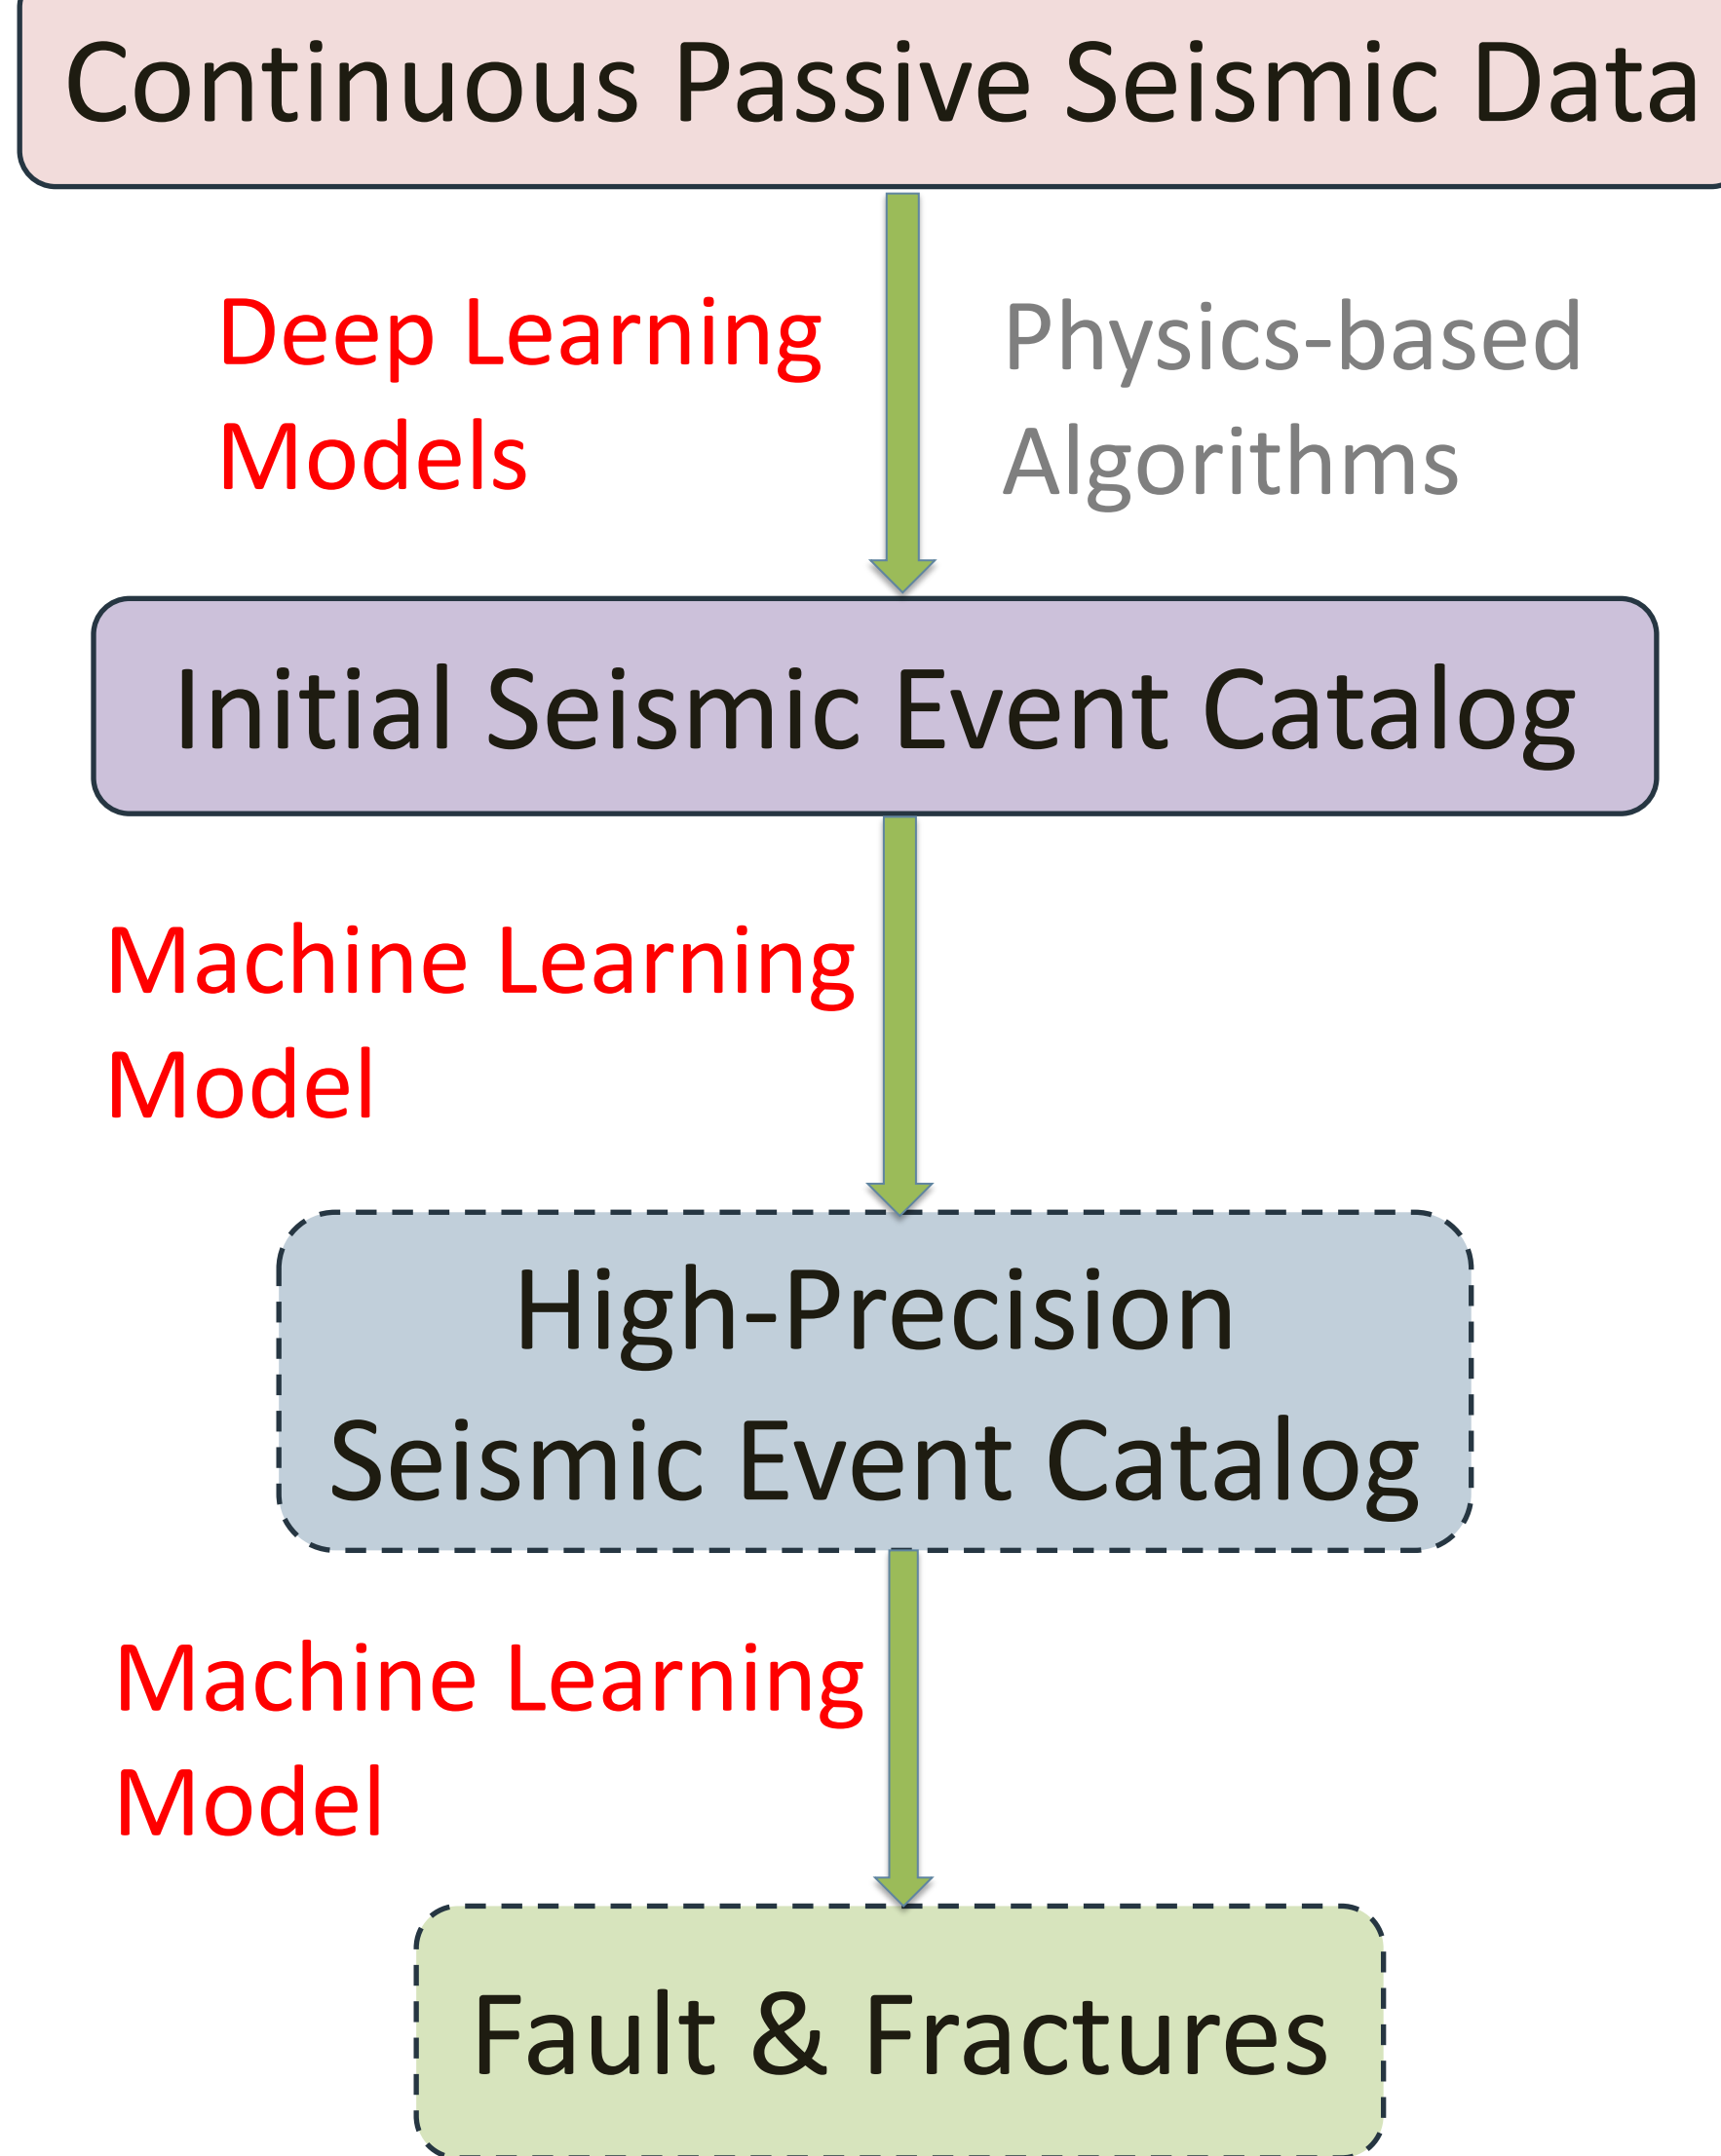 Continuous Passive Seismic Data
Deep Learning
Models
Physics-based
Algorithms
Initial Seismic Event Catalog
Machine Learning
Model
High-Precision
Seismic Event Catalog
Machine Learning
Model
Fault & Fractures